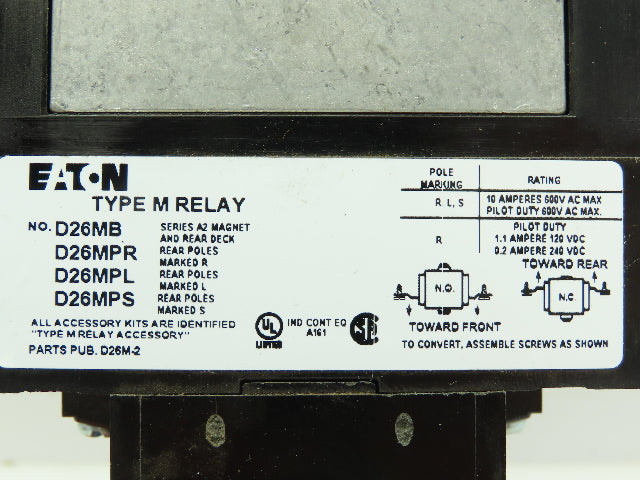 EATON
TYPE M RELAY
NO. D26MB SERIES A2 MAGNET
AND REAR DECK
D26MPR REAR POLES
MARKED R
D26MPL REAR POLES
MARKED L
D26MPS REAR POLES
MARKED S
ALL ACCESSORY KITS ARE IDENTIFIED
"TYPE M RELAY ACCESSORY"
PARTS PUB. D26M-2
UL
LISTED
IND CONT EQ
A161
POLE
MARKING
RATING
R, L, S
10 AMPERES 600V AC MAX
PILOT DUTY 600V AC MAX.
R
PILOT DUTY
1.1 AMPERE 120 VDC
0.2 AMPERE 240 VDC
TOWARD REAR
N.O.
N.C.
TOWARD FRONT
TO CONVERT, ASSEMBLE SCREWS AS SHOWN